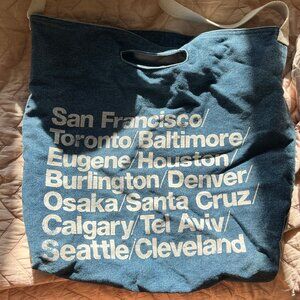 San Francisco/
Toronto/Baltimore/
Eugene/Houston/
Burlington/Denver/
Osaka/Santa Cruz/
Calgary/Tel Aviv/
Seattle/Cleveland